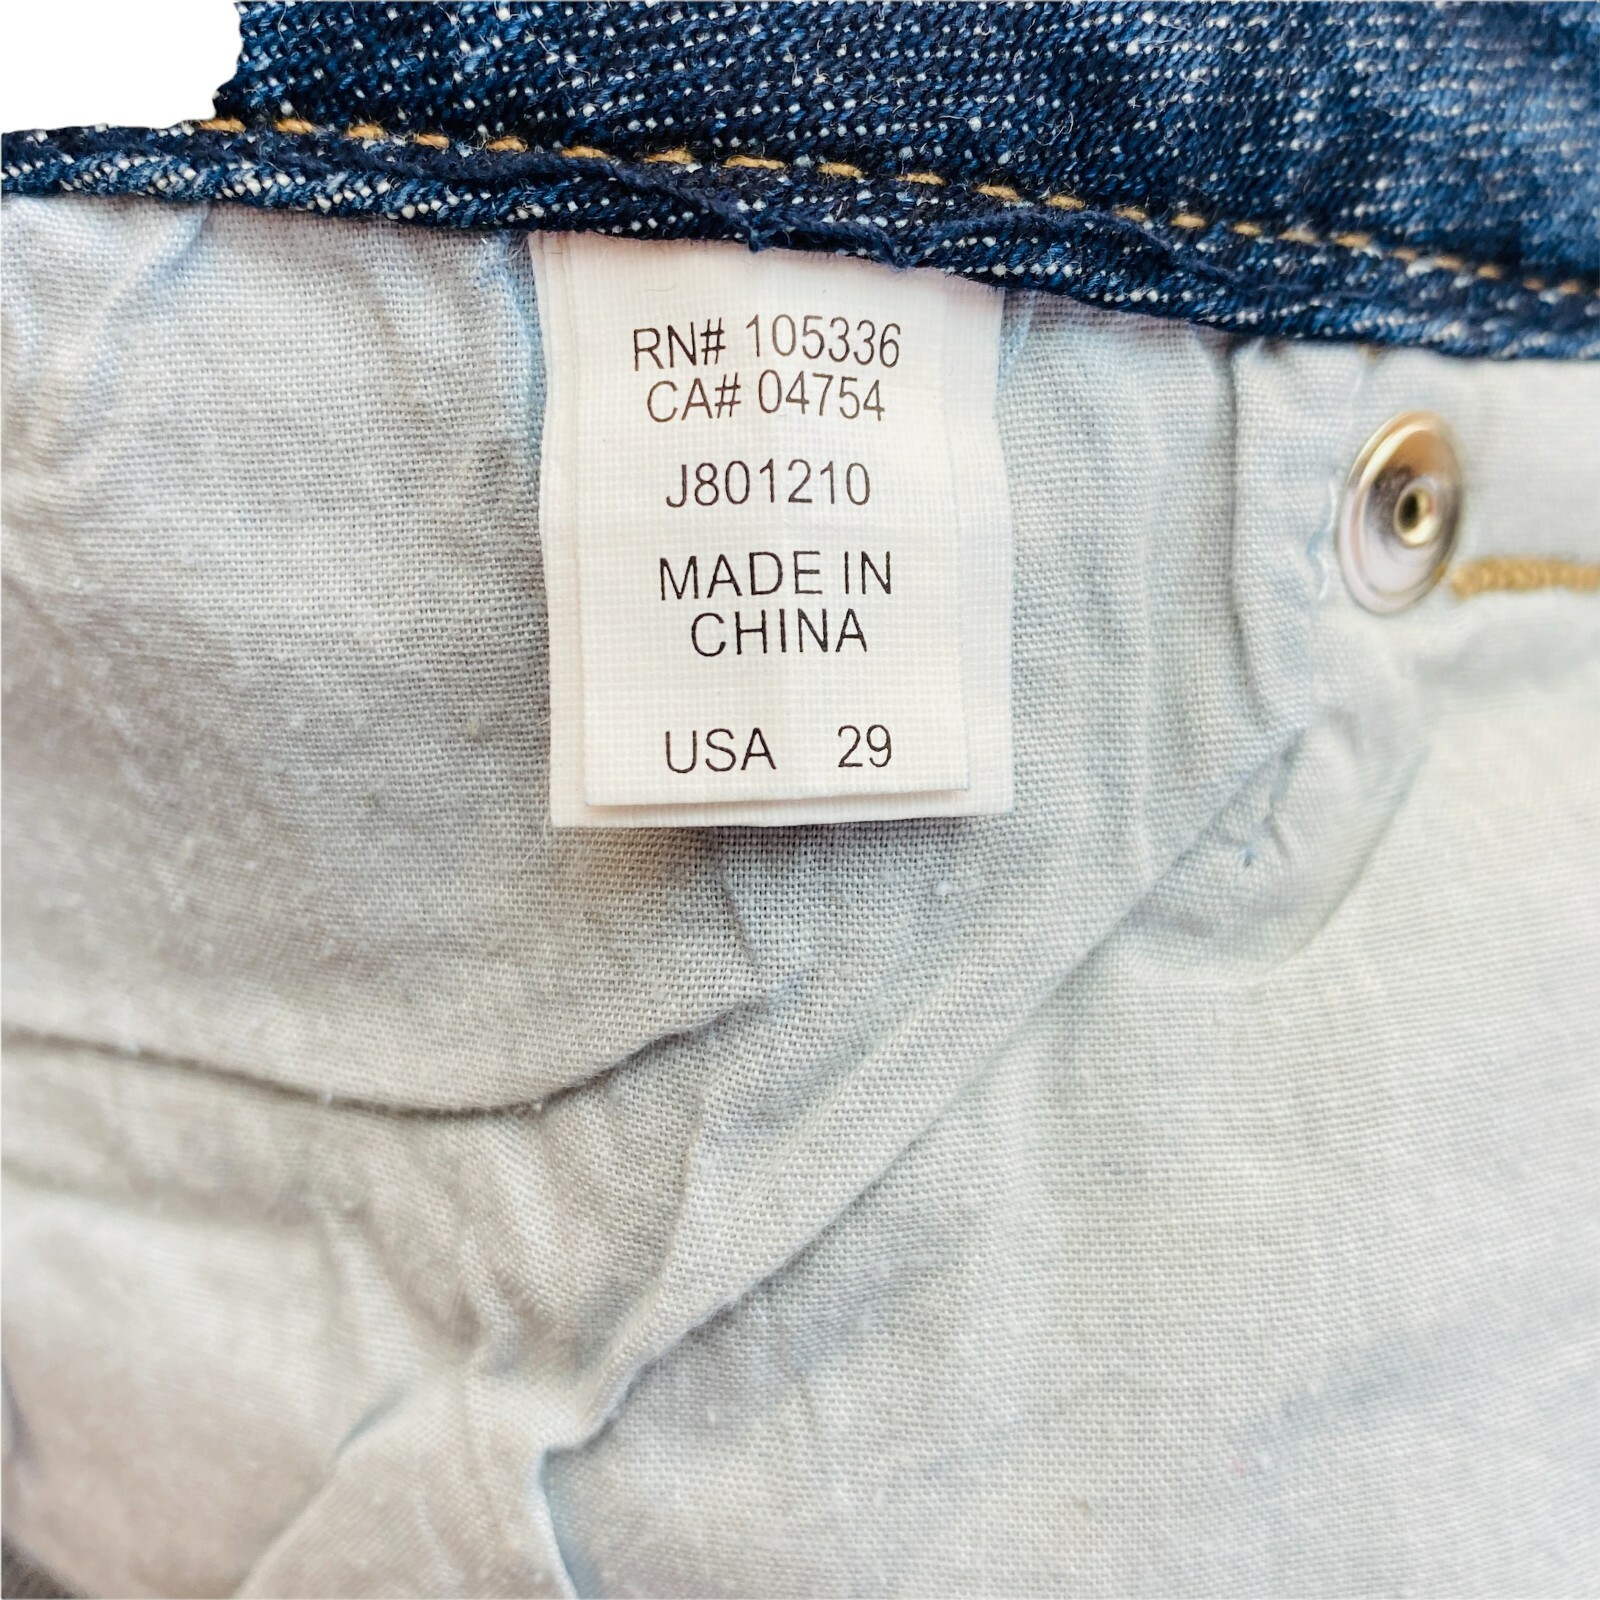 RN# 105336
CA# 04754
J801210
MADE IN
CHINA
USA 29